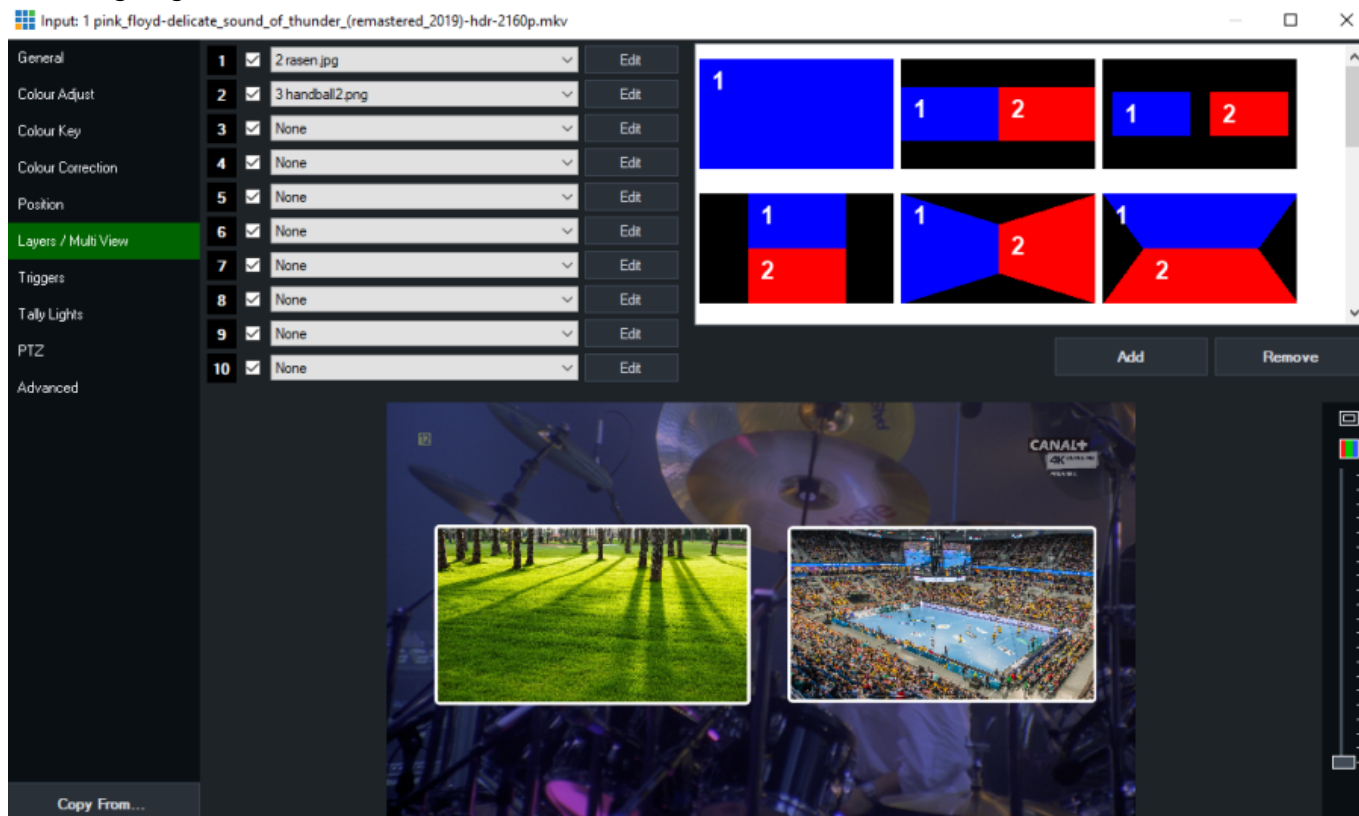 Input: 1 pink_floyd-delicate_sound_of_thunder_(remastered_2019)-hdr-2160p.mkv
General
Colour Adjust
Colour Key
Colour Correction
Position
Layers / Multi View
Triggers
Tally Lights
PTZ
Advanced
Copy From...
1 2 rasen.jpg Edit
2 3 handball2.png Edit
3 None Edit
4 None Edit
5 None Edit
6 None Edit
7 None Edit
8 None Edit
9 None Edit
10 None Edit
1
1 2
1 2
1
2
1
2
1
2
Add Remove
12
CANAL+
4K